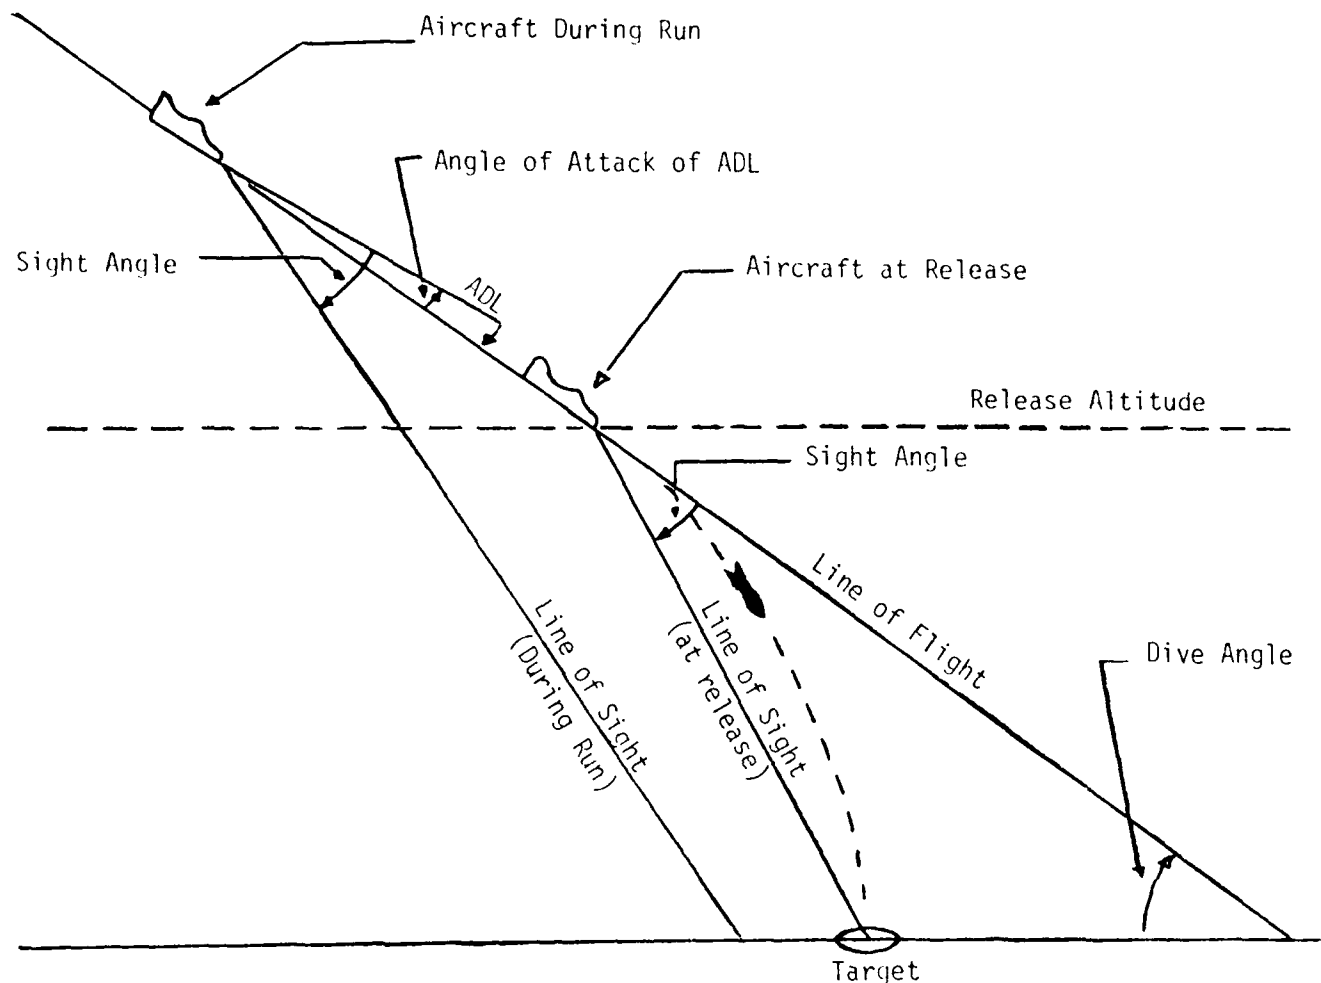 Aircraft During Run
Angle of Attack of ADL
Sight Angle
ADL
Aircraft at Release
Release Altitude
Sight Angle
Line of Flight
Line of Sight
(During Run)
Line of Sight
(at release)
Dive Angle
Target